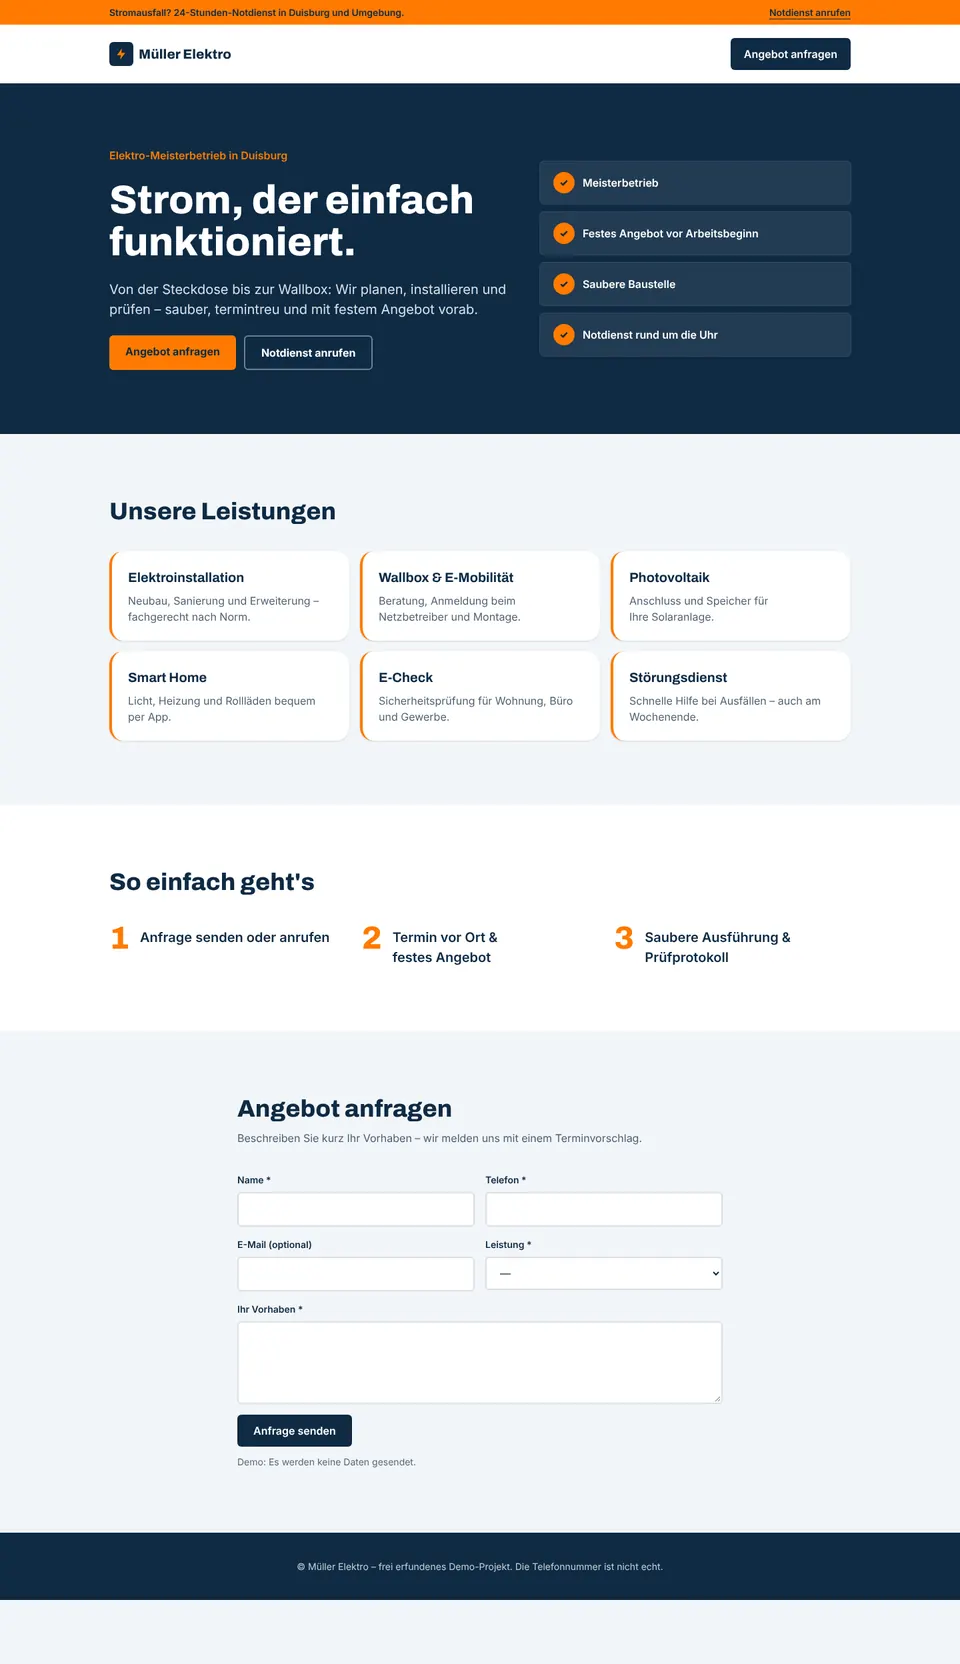 Stromausfall? 24-Stunden-Notdienst in Duisburg und Umgebung.
Notdienst anrufen
Müller Elektro
Angebot anfragen
Elektro-Meisterbetrieb in Duisburg
Strom, der einfach
funktioniert.
Von der Steckdose bis zur Wallbox: Wir planen, installieren und
prüfen – sauber, termintreu und mit festem Angebot vorab.
Angebot anfragen
Notdienst anrufen
Meisterbetrieb
Festes Angebot vor Arbeitsbeginn
Saubere Baustelle
Notdienst rund um die Uhr
Unsere Leistungen
Elektroinstallation
Neubau, Sanierung und Erweiterung –
fachgerecht nach Norm.
Wallbox & E-Mobilität
Beratung, Anmeldung beim
Netzbetreiber und Montage.
Photovoltaik
Anschluss und Speicher für
Ihre Solaranlage.
Smart Home
Licht, Heizung und Rollläden bequem
per App.
E-Check
Sicherheitsprüfung für Wohnung, Büro
und Gewerbe.
Störungsdienst
Schnelle Hilfe bei Ausfällen – auch am
Wochenende.
So einfach geht's
1 Anfrage senden oder anrufen
2 Termin vor Ort &
festes Angebot
3 Saubere Ausführung &
Prüfprotokoll
Angebot anfragen
Beschreiben Sie kurz Ihr Vorhaben – wir melden uns mit einem Terminvorschlag.
Name *
Telefon *
E-Mail (optional)
Leistung *
—
Ihr Vorhaben *
Anfrage senden
Demo: Es werden keine Daten gesendet.
© Müller Elektro – frei erfundenes Demo-Projekt. Die Telefonnummer ist nicht echt.